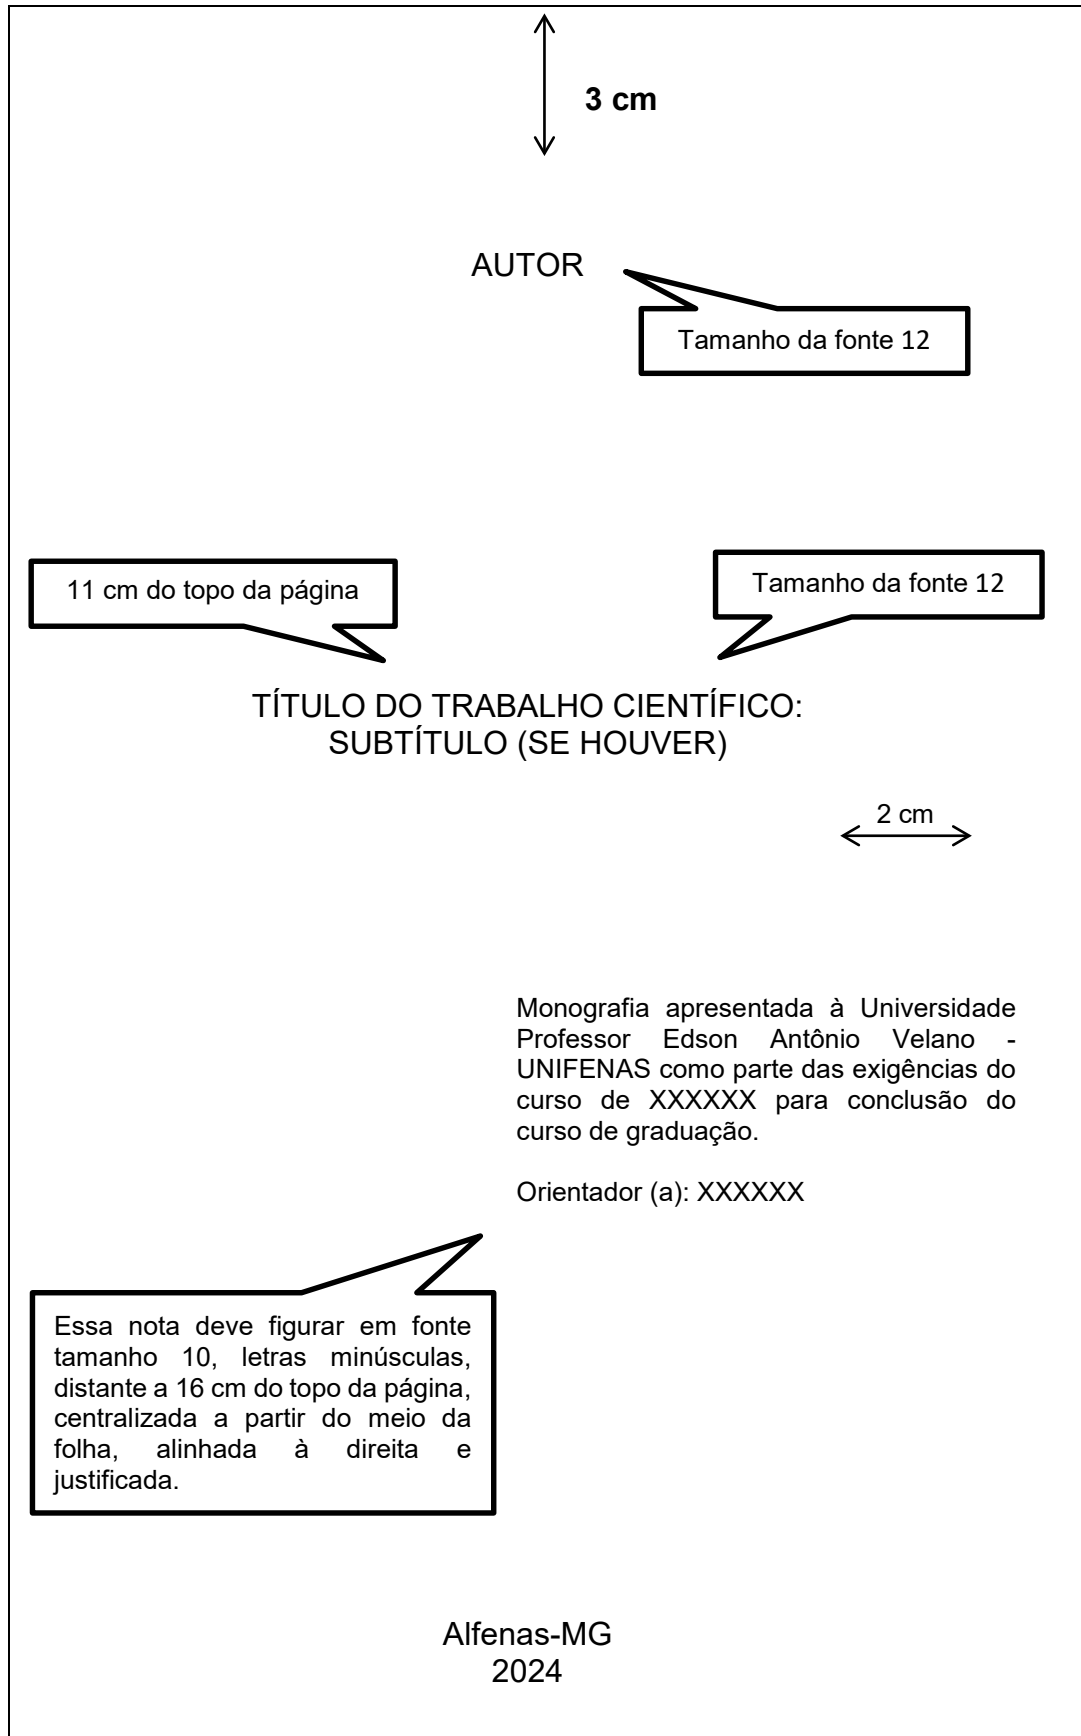 3 cm
AUTOR
Tamanho da fonte 12
11 cm do topo da página
Tamanho da fonte 12
TÍTULO DO TRABALHO CIENTÍFICO:
SUBTÍTULO (SE HOUVER)
2 cm
Monografia apresentada à Universidade
Professor Edson Antônio Velano -
UNIFENAS como parte das exigências do
curso de XXXXXX para conclusão do
curso de graduação.
Orientador (a): XXXXXX
Essa nota deve figurar em fonte
tamanho 10, letras minúsculas,
distante a 16 cm do topo da página,
centralizada a partir do meio da
folha, alinhada à direita e
justificada.
Alfenas-MG
2024